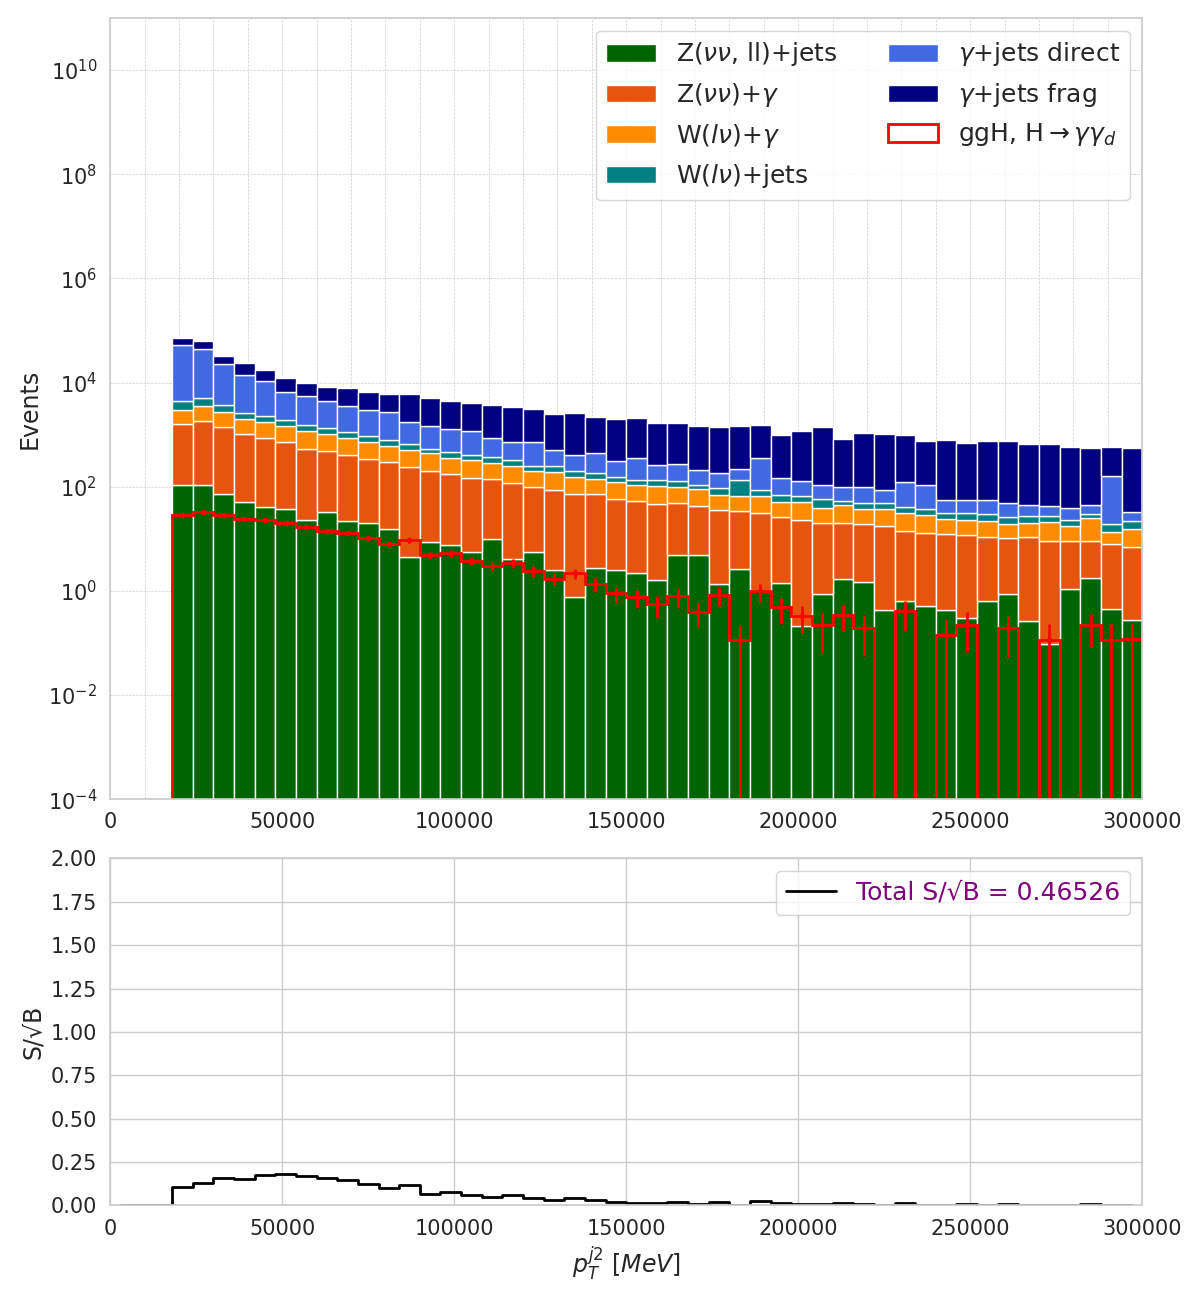 Z(νν, ll)+jets
Z(νν)+γ
W(lν)+γ
W(lν)+jets
γ+jets direct
γ+jets frag
ggH, H→γγ_d
Events
10^10
10^8
10^6
10^4
10^2
10^0
10^−2
10^−4
0 50000 100000 150000 200000 250000 300000
Total S/√B = 0.46526
S/√B
2.00
1.75
1.50
1.25
1.00
0.75
0.50
0.25
0.00
0 50000 100000 150000 200000 250000 300000
p_T^{j2} [MeV]